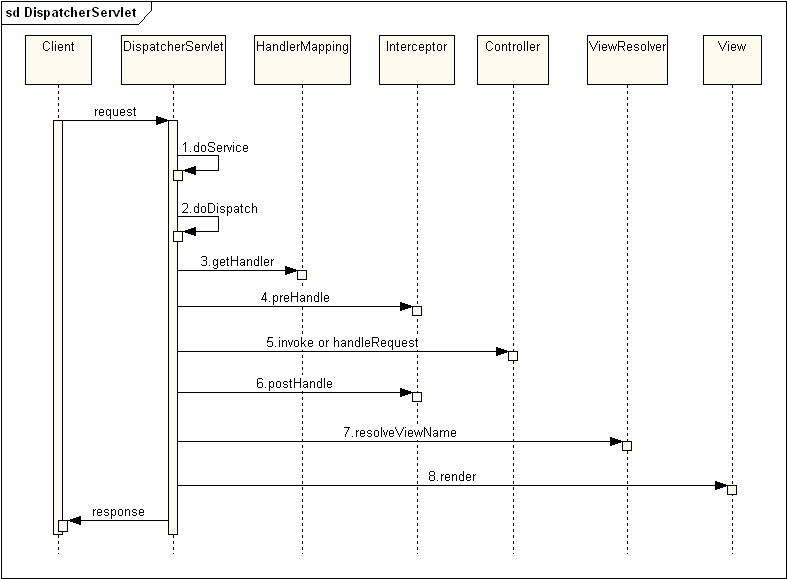 sd DispatcherServlet
Client
DispatcherServlet
HandlerMapping
Interceptor
Controller
ViewResolver
View
request
1.doService
2.doDispatch
3.getHandler
4.preHandle
5.invoke or handleRequest
6.postHandle
7.resolveViewName
8.render
response